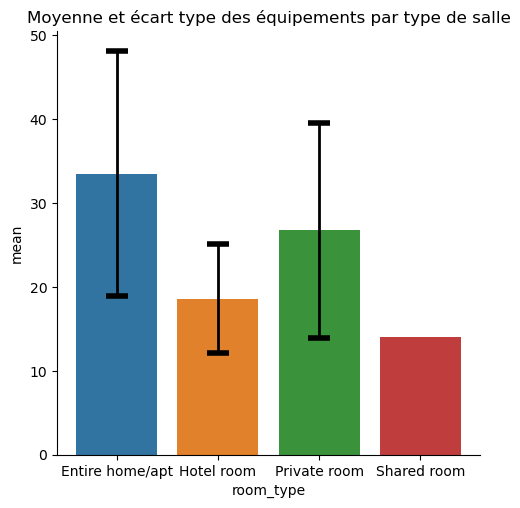 Moyenne et écart type des équipements par type de salle
50
40
30
20
10
0
mean
Entire home/apt Hotel room Private room Shared room
room_type